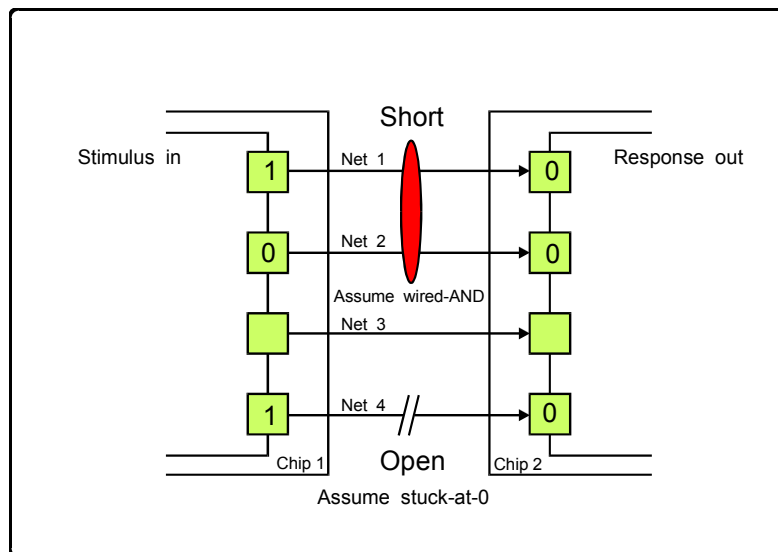 Short
Stimulus in
Response out
1
Net 1
0
0
Net 2
0
Assume wired-AND
Net 3
1
Net 4
0
Chip 1
Open
Chip 2
Assume stuck-at-0